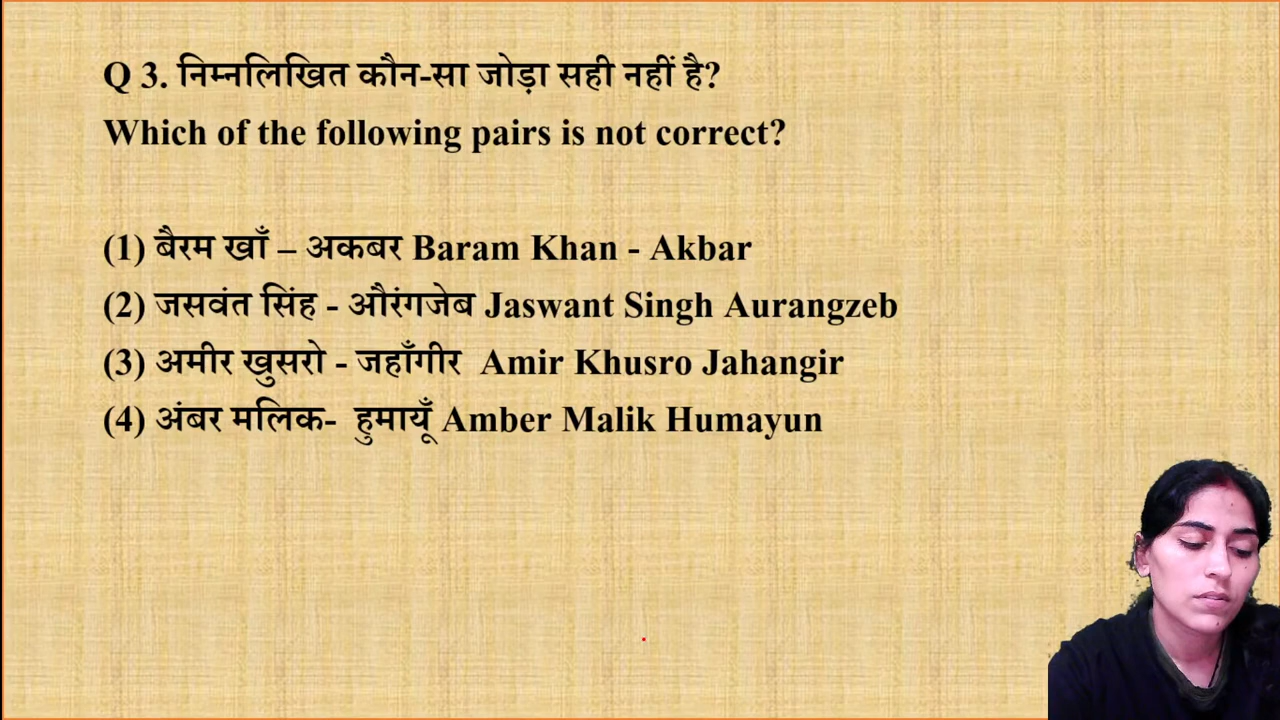 Q 3. निम्नलिखित कौन-सा जोड़ा सही नहीं है?
Which of the following pairs is not correct?
(1) बैरम खाँ – अकबर Baram Khan - Akbar
(2) जसवंत सिंह - औरंगजेब Jaswant Singh Aurangzeb
(3) अमीर खुसरो - जहाँगीर Amir Khusro Jahangir
(4) अंबर मलिक- हुमायूँ Amber Malik Humayun